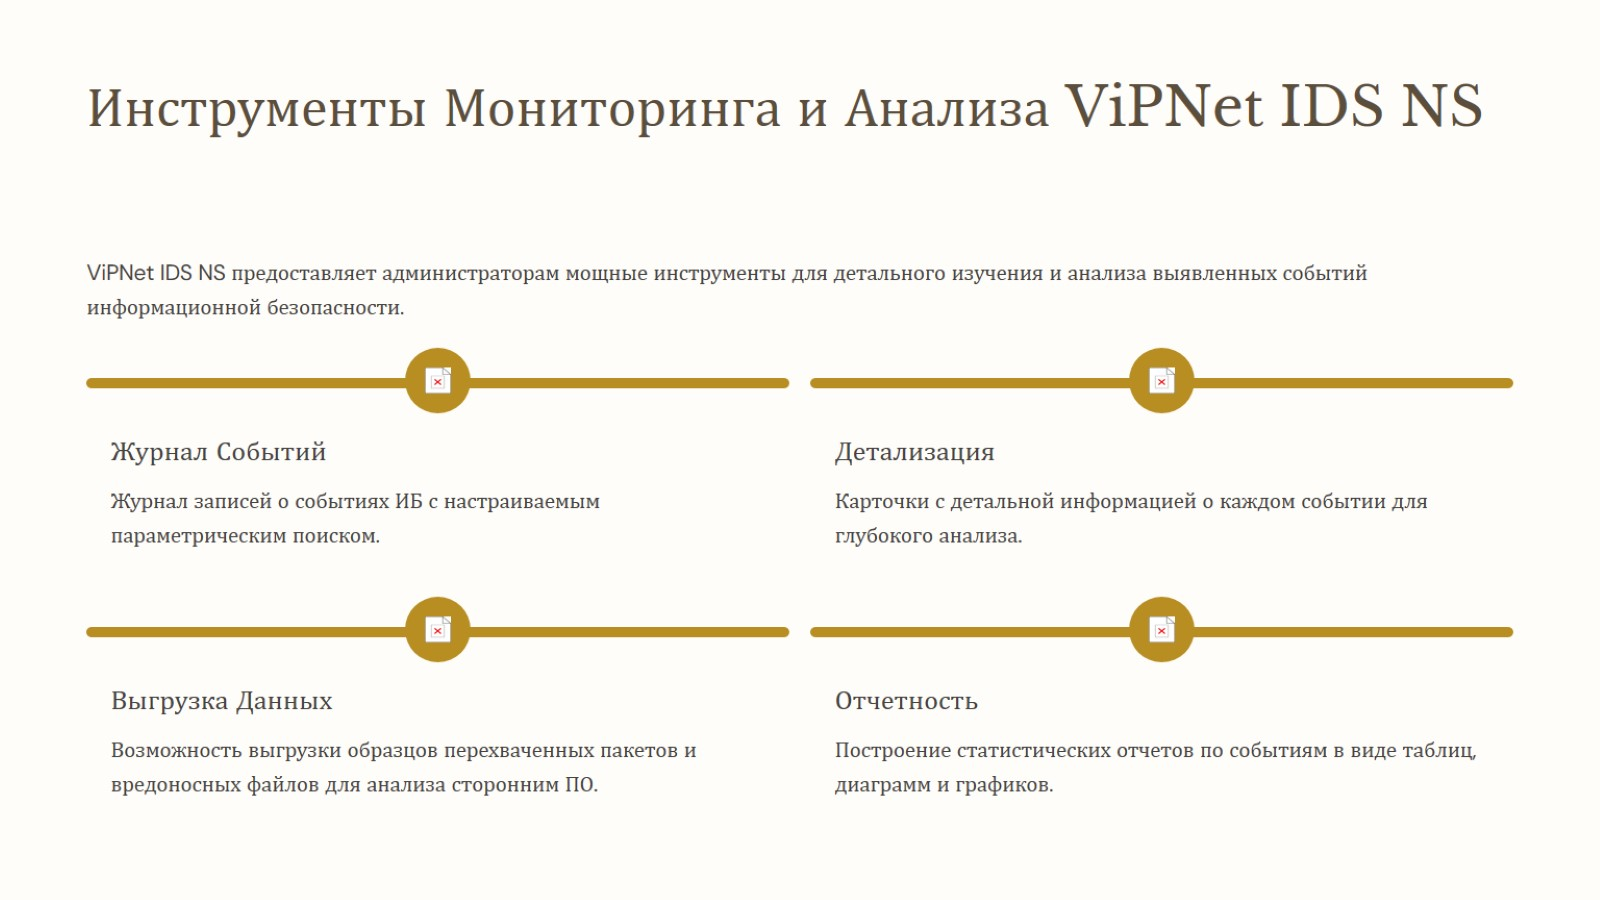 Инструменты Мониторинга и Анализа ViPNet IDS NS
ViPNet IDS NS предоставляет администраторам мощные инструменты для детального изучения и анализа выявленных событий
информационной безопасности.
Журнал Событий
Журнал записей о событиях ИБ с настраиваемым
параметрическим поиском.
Детализация
Карточки с детальной информацией о каждом событии для
глубокого анализа.
Выгрузка Данных
Возможность выгрузки образцов перехваченных пакетов и
вредоносных файлов для анализа сторонним ПО.
Отчетность
Построение статистических отчетов по событиям в виде таблиц,
диаграмм и графиков.